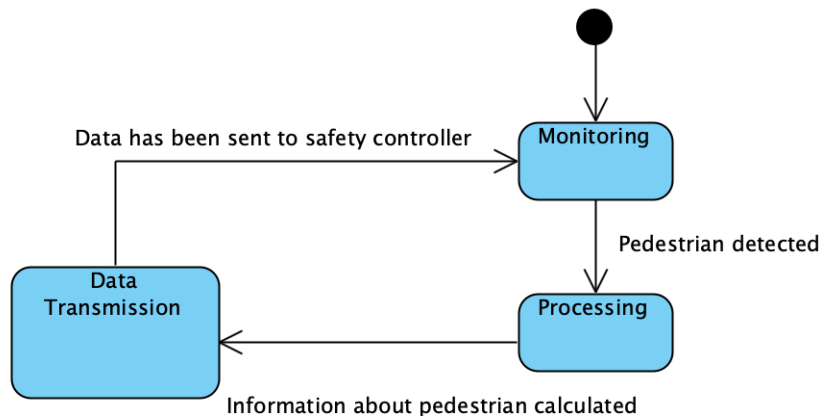 Monitoring
Data has been sent to safety controller
Pedestrian detected
Data
Transmission
Processing
Information about pedestrian calculated